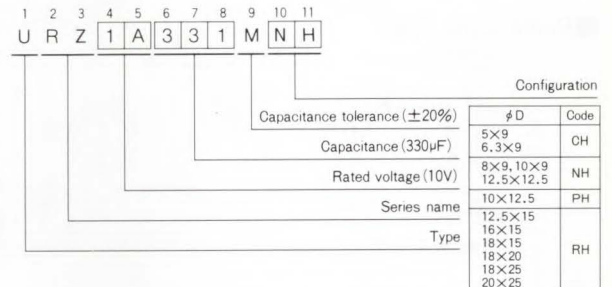 1 2 3 4 5 6 7 8 9 10 11
U R Z 1 A 3 3 1 M N H
Configuration
Capacitance tolerance (±20%)
Capacitance (330μF)
Rated voltage (10V)
Series name
Type
φD Code
5×9
6.3×9
CH
8×9, 10×9
12.5×12.5
NH
10×12.5 PH
12.5×15
16×15
18×15
18×20
18×25
20×25
RH